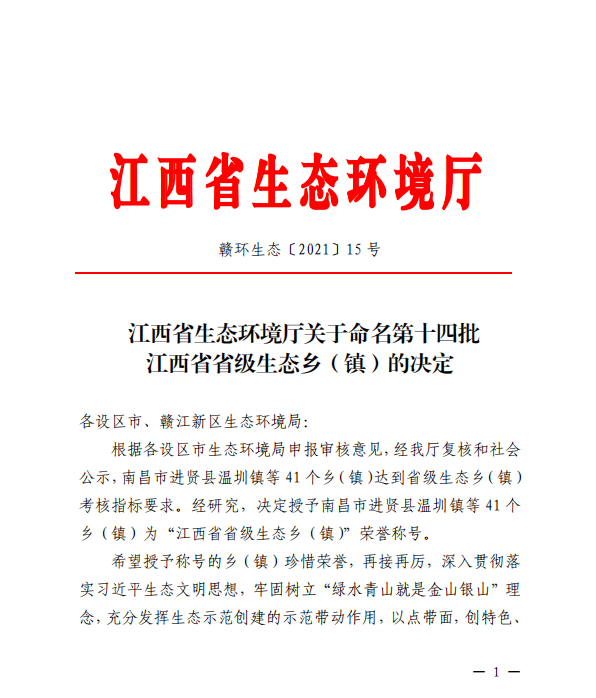 江西省生态环境厅
赣环生态〔2021〕15 号
江西省生态环境厅关于命名第十四批
江西省省级生态乡（镇）的决定
各设区市、赣江新区生态环境局：
根据各设区市生态环境局申报审核意见，经我厅复核和社会
公示，南昌市进贤县温圳镇等 41 个乡（镇）达到省级生态乡（镇）
考核指标要求。经研究，决定授予南昌市进贤县温圳镇等 41 个
乡（镇）为“江西省省级生态乡（镇）”荣誉称号。
希望授予称号的乡（镇）珍惜荣誉，再接再厉，深入贯彻落
实习近平生态文明思想，牢固树立“绿水青山就是金山银山”理
念，充分发挥生态示范创建的示范带动作用，以点带面，创特色、
— 1 —